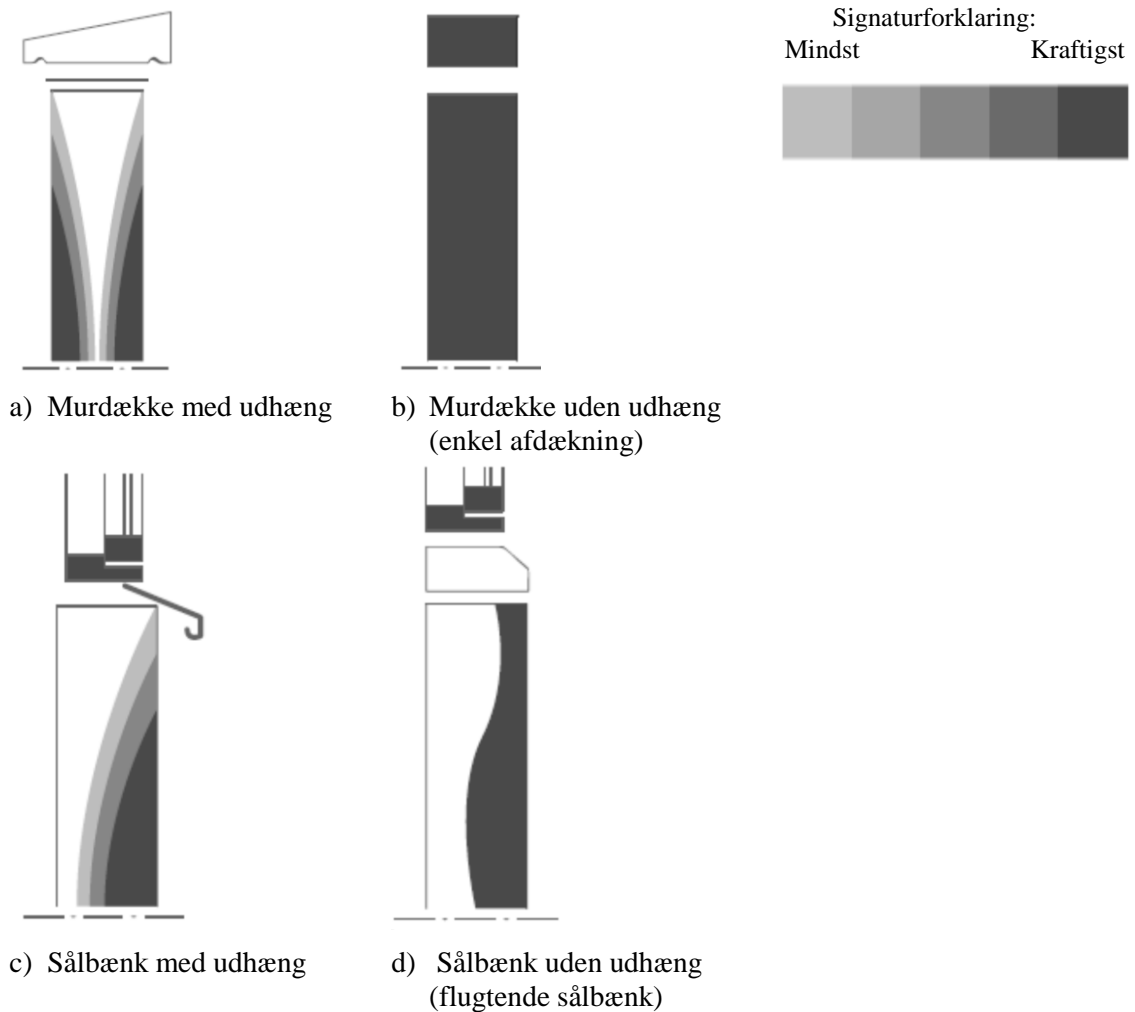 Signaturforklaring:
Mindst Kraftigst
a) Murdække med udhæng
b) Murdække uden udhæng
(enkel afdækning)
c) Sålbænk med udhæng
d) Sålbænk uden udhæng
(flugtende sålbænk)